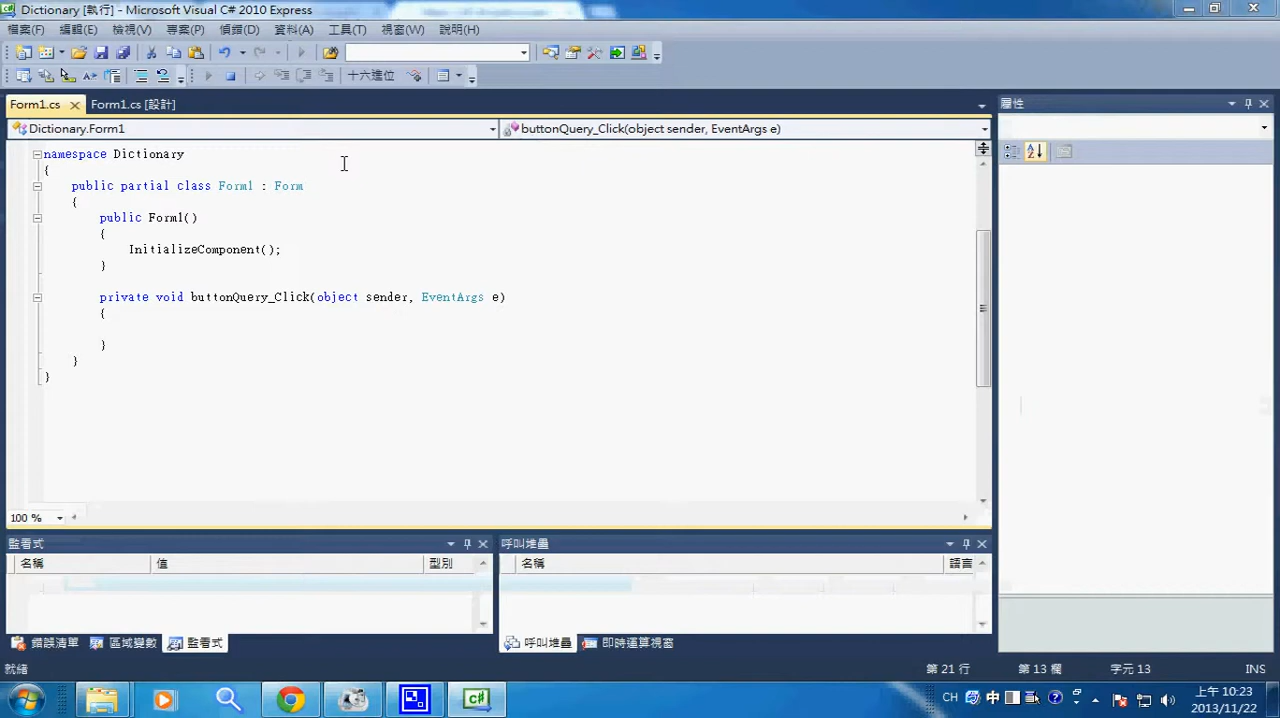 Dictionary [執行] - Microsoft Visual C# 2010 Express
檔案(F) 編輯(E) 檢視(V) 專案(P) 偵錯(D) 資料(A) 工具(T) 視窗(W) 說明(H)
十六進位
Form1.cs Form1.cs [設計]
Dictionary.Form1 buttonQuery_Click(object sender, EventArgs e)
namespace Dictionary
{
public partial class Form1 : Form
{
public Form1()
{
InitializeComponent();
}
private void buttonQuery_Click(object sender, EventArgs e)
{
}
}
}
100 %
屬性
監看式
名稱 值 型別
呼叫堆疊
名稱 語言
錯誤清單 區域變數 監看式
呼叫堆疊 即時運算視窗
就緒 第 21 行 第 13 欄 字元 13 INS
CH 中 上午 10:23
2013/11/22